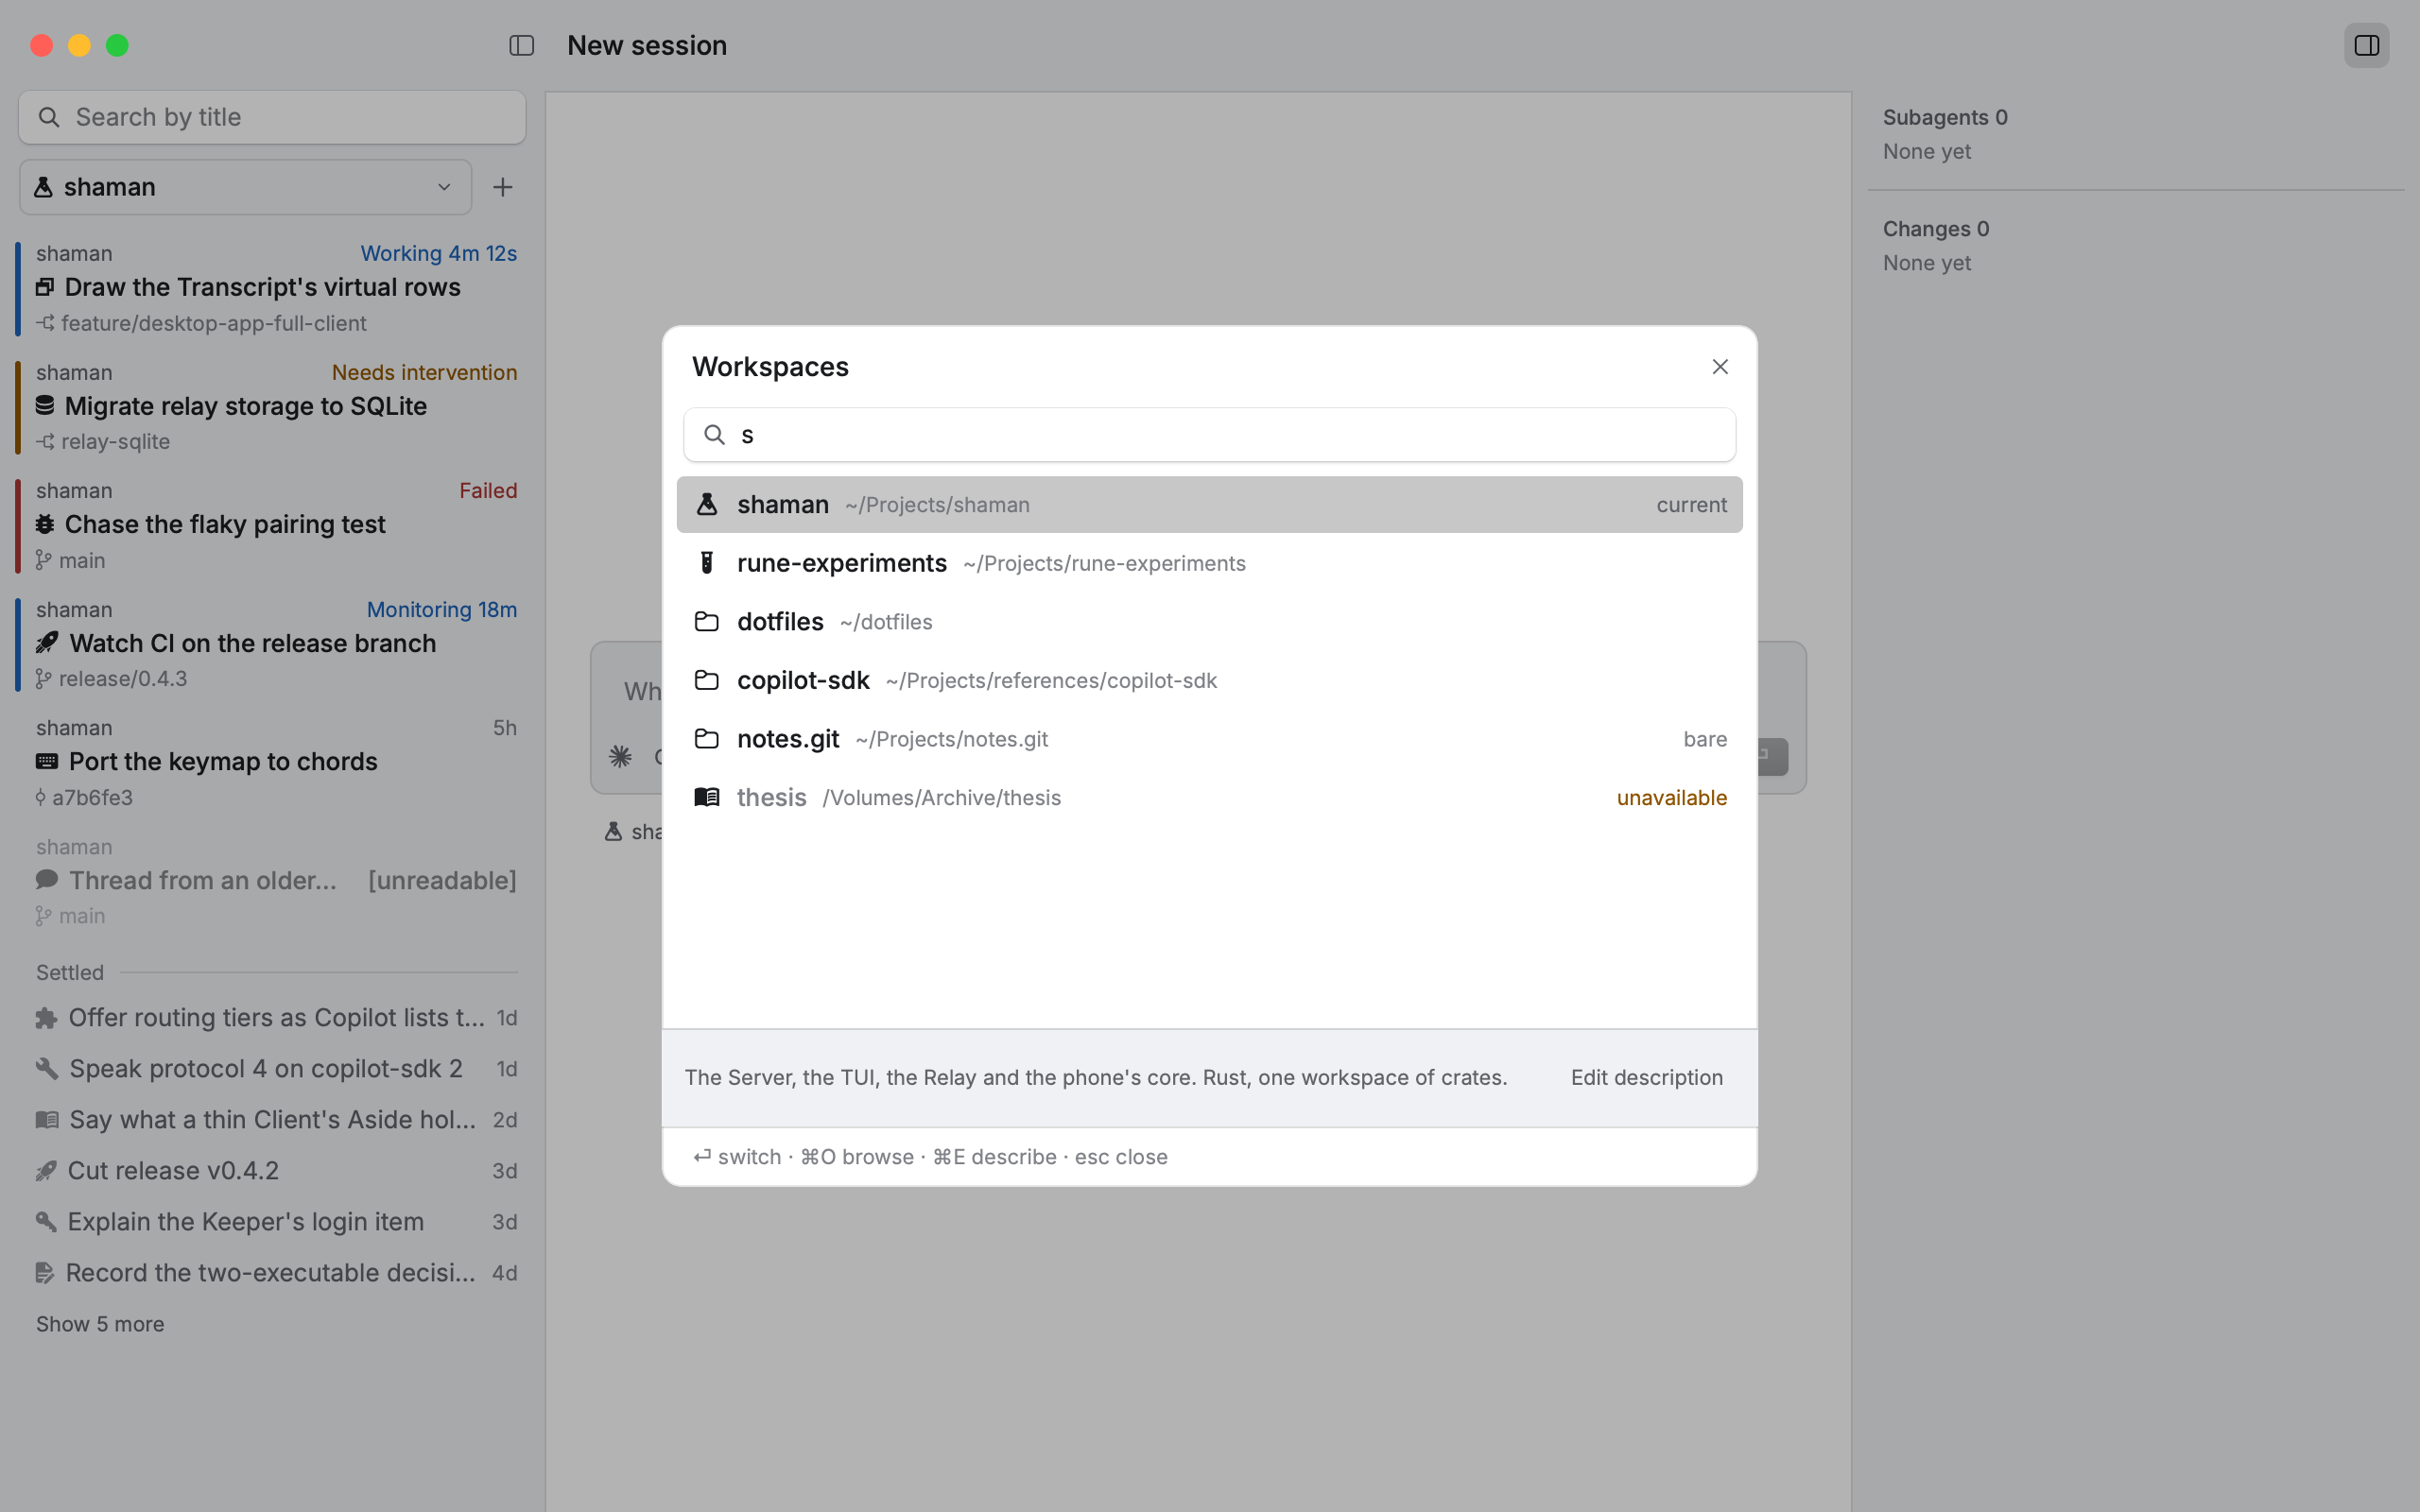 New session
Search by title
shaman
shaman Working 4m 12s
Draw the Transcript's virtual rows
feature/desktop-app-full-client
shaman Needs intervention
Migrate relay storage to SQLite
relay-sqlite
shaman Failed
Chase the flaky pairing test
main
shaman Monitoring 18m
Watch CI on the release branch
release/0.4.3
shaman 5h
Port the keymap to chords
a7b6fe3
shaman
Thread from an older... [unreadable]
main
Settled
Offer routing tiers as Copilot lists t... 1d
Speak protocol 4 on copilot-sdk 2 1d
Say what a thin Client's Aside hol... 2d
Cut release v0.4.2 3d
Explain the Keeper's login item 3d
Record the two-executable decisi... 4d
Show 5 more
Wh
sha
Workspaces
s
shaman ~/Projects/shaman current
rune-experiments ~/Projects/rune-experiments
dotfiles ~/dotfiles
copilot-sdk ~/Projects/references/copilot-sdk
notes.git ~/Projects/notes.git bare
thesis /Volumes/Archive/thesis unavailable
The Server, the TUI, the Relay and the phone's core. Rust, one workspace of crates. Edit description
⏎ switch · ⌘O browse · ⌘E describe · esc close
Subagents 0
None yet
Changes 0
None yet